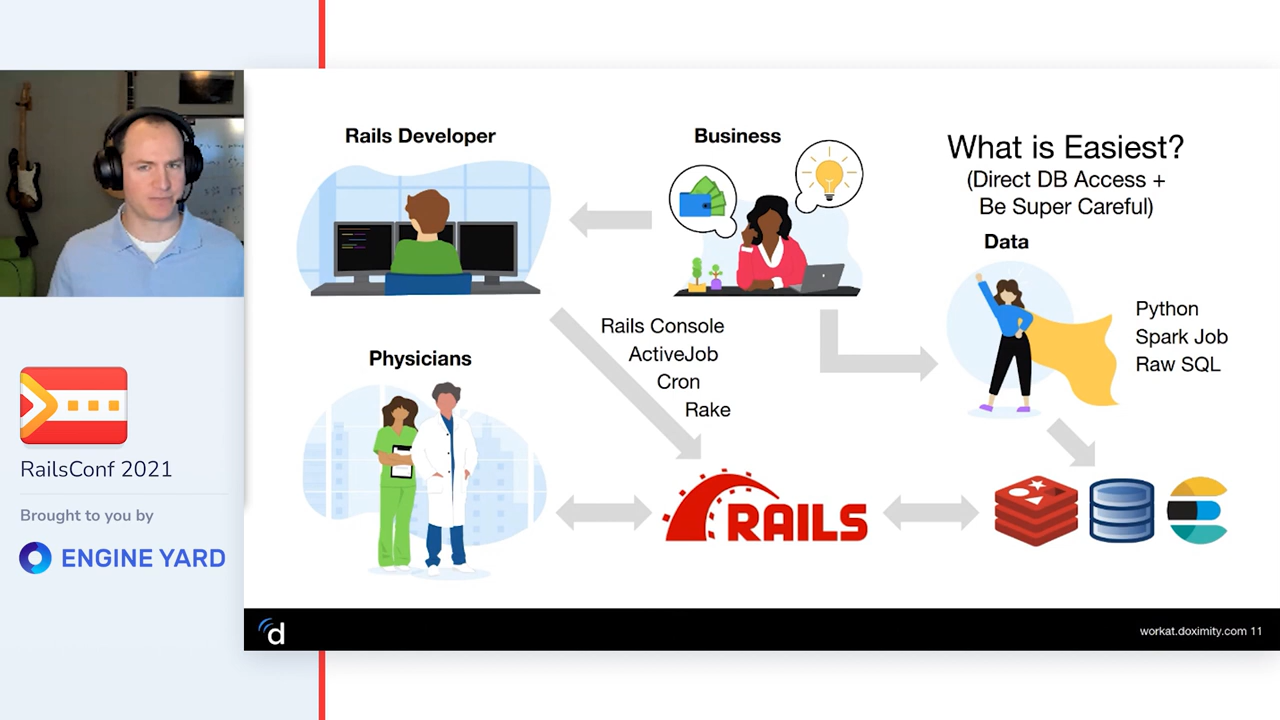 Rails Developer
Business
What is Easiest?
(Direct DB Access +
Be Super Careful)
Data
Python
Spark Job
Raw SQL
Rails Console
ActiveJob
Cron
Rake
Physicians
RAILS
RailsConf 2021
Brought to you by
ENGINE YARD
d
workat.doximity.com 11